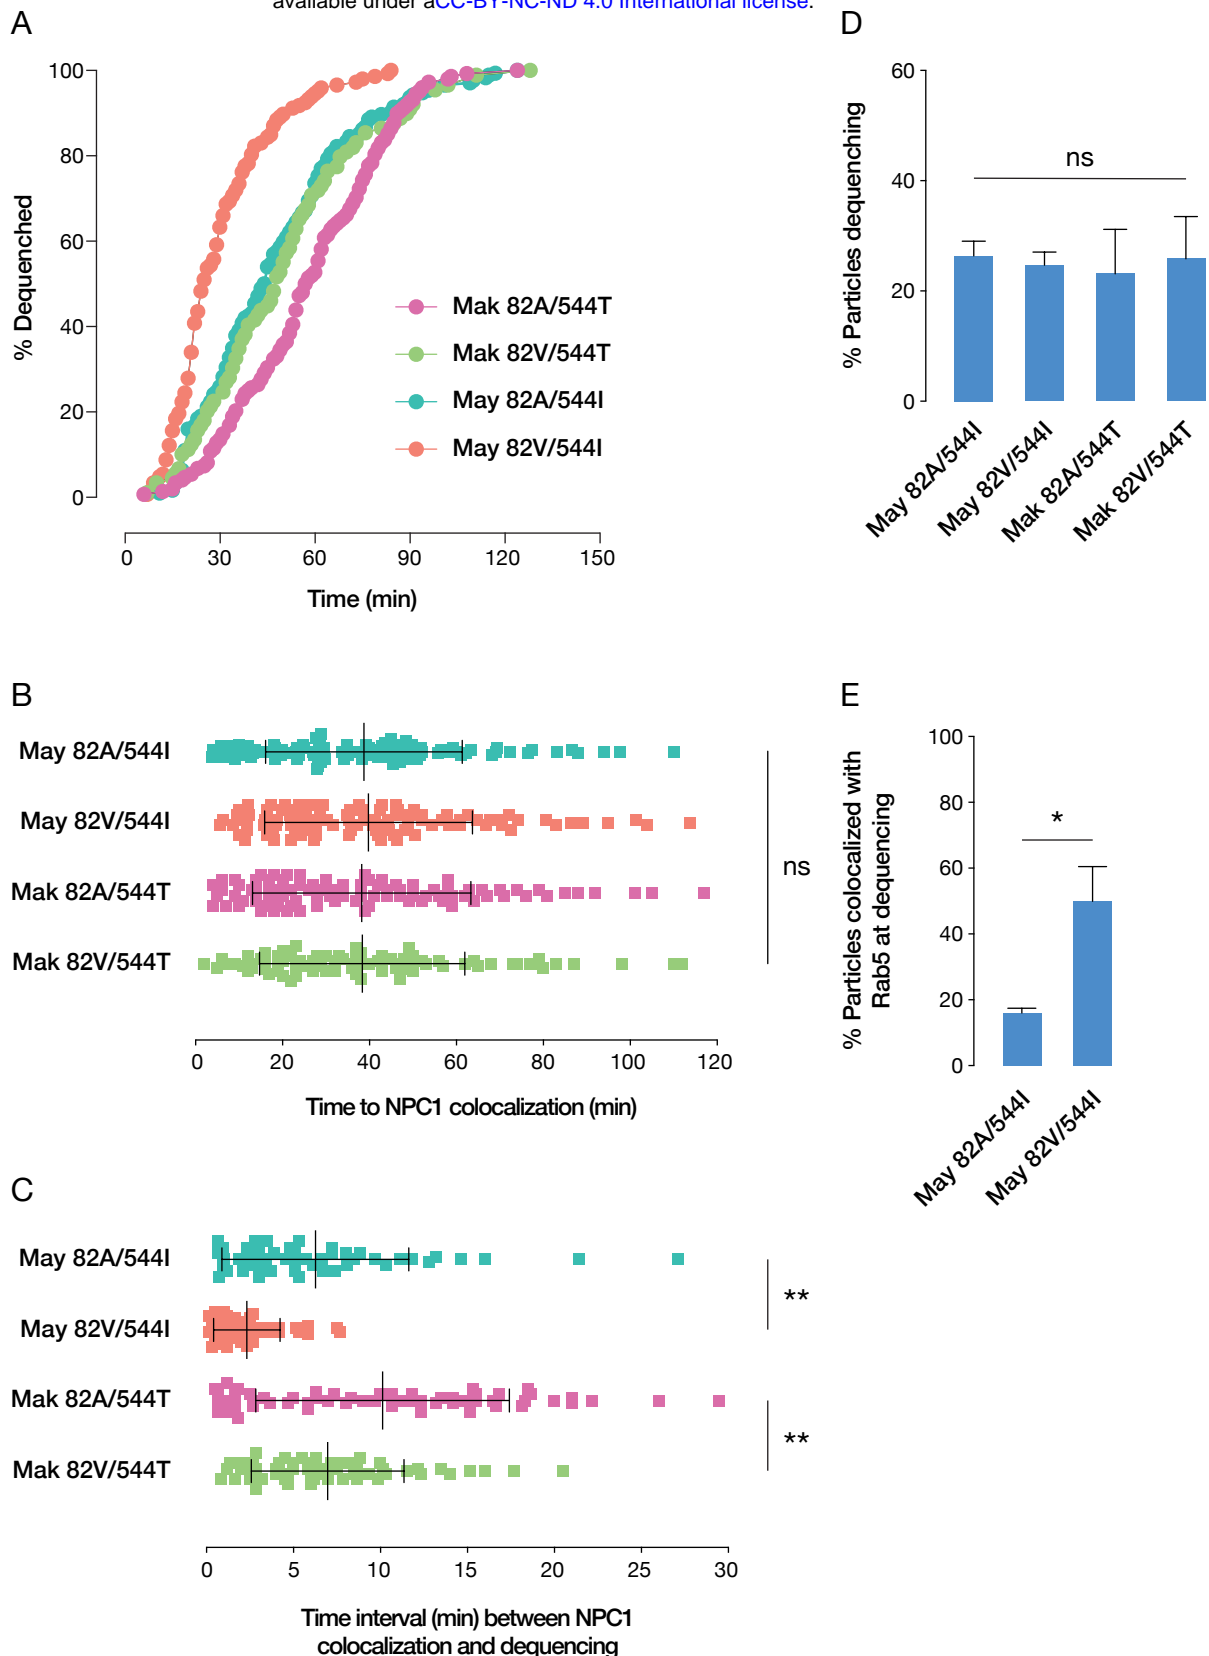 available under aCC-BY-NC-ND 4.0 International license.
A
100
80
60
40
20
0
% Dequenched
Mak 82A/544T
Mak 82V/544T
May 82A/544I
May 82V/544I
0 30 60 90 120 150
Time (min)
D
60
40
20
0
% Particles dequenching
ns
May 82A/544I
May 82V/544I
Mak 82A/544T
Mak 82V/544T
B
May 82A/544I
May 82V/544I
Mak 82A/544T
Mak 82V/544T
ns
0 20 40 60 80 100 120
Time to NPC1 colocalization (min)
E
100
80
60
40
20
0
% Particles colocalized with
Rab5 at dequencing
*
May 82A/544I
May 82V/544I
C
May 82A/544I
May 82V/544I
Mak 82A/544T
Mak 82V/544T
**
**
0 5 10 15 20 25 30
Time interval (min) between NPC1
colocalization and dequencing